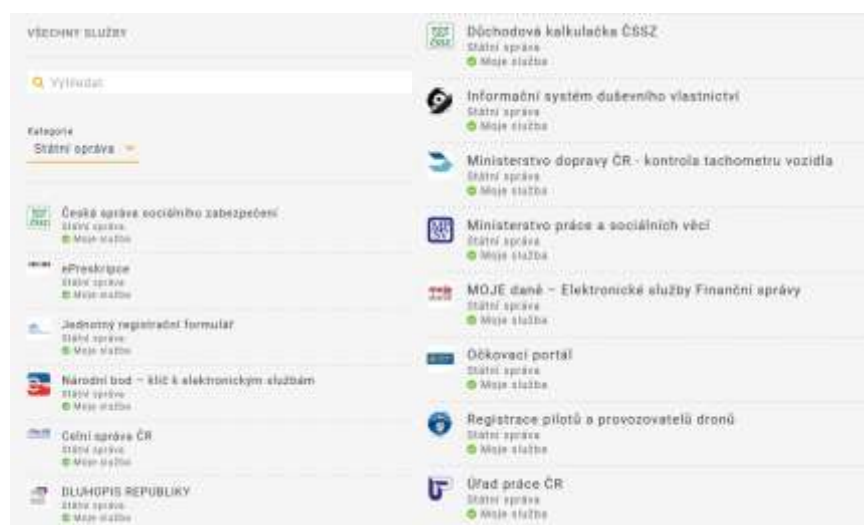 VŠECHNY SLUŽBY
Vyhledat
Kategorie
Státní správa
Česká správa sociálního zabezpečení
Státní správa
Moje služba
ePreskripce
Státní správa
Moje služba
Jednotný registrační formulář
Státní správa
Moje služba
Národní bod – klíč k elektronickým službám
Státní správa
Moje služba
Celní správa ČR
Státní správa
Moje služba
DLUHOPIS REPUBLIKY
Státní správa
Moje služba
Důchodová kalkulačka ČSSZ
Státní správa
Moje služba
Informační systém duševního vlastnictví
Státní správa
Moje služba
Ministerstvo dopravy ČR - kontrola tachometru vozidla
Státní správa
Moje služba
Ministerstvo práce a sociálních věcí
Státní správa
Moje služba
MOJE daně – Elektronické služby Finanční správy
Státní správa
Moje služba
Očkovací portál
Státní správa
Moje služba
Registrace pilotů a provozovatelů dronů
Státní správa
Moje služba
Úřad práce ČR
Státní správa
Moje služba